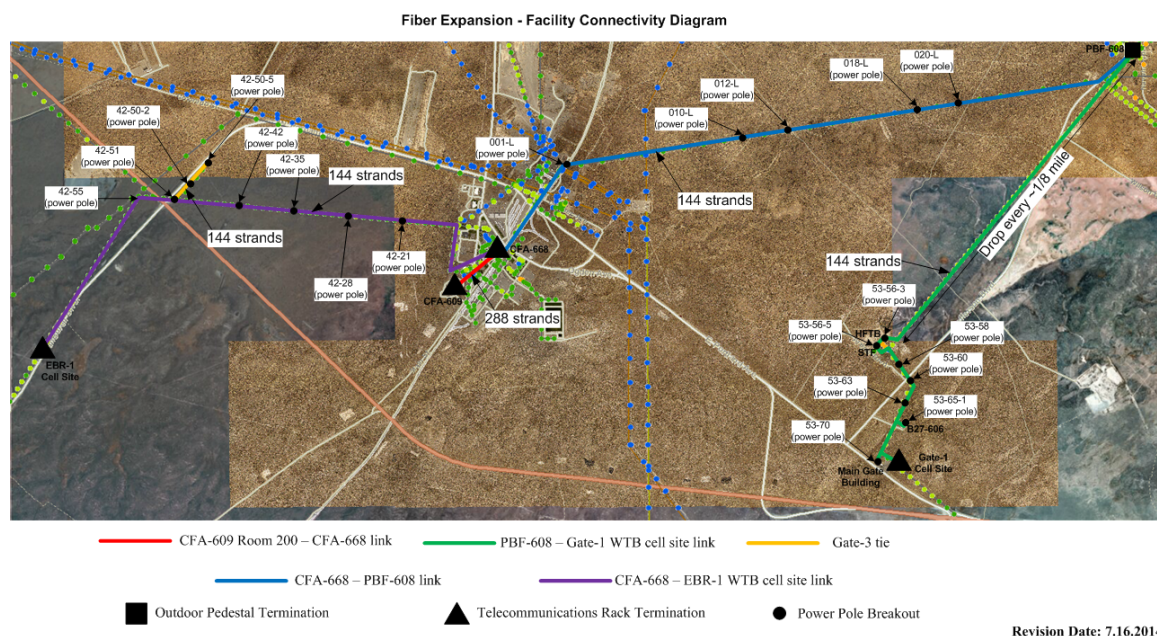 Fiber Expansion - Facility Connectivity Diagram
PBF-608
020-L
(power pole)
018-L
(power pole)
012-L
(power pole)
010-L
(power pole)
001-L
(power pole)
42-50-5
(power pole)
42-50-2
(power pole)
42-42
(power pole)
42-51
(power pole)
42-35
(power pole)
42-55
(power pole)
144 strands
144 strands
144 strands
Drop every ~1/8 mile
42-21
(power pole)
42-28
(power pole)
CFA-668
CFA-609
288 strands
144 strands
53-56-3
(power pole)
53-56-5
(power pole)
HFTB
STF
53-58
(power pole)
53-60
(power pole)
53-63
(power pole)
53-65-1
(power pole)
B27-606
53-70
(power pole)
Main Gate
Building
Gate-1
Cell Site
EBR-1
Cell Site
CFA-609 Room 200 – CFA-668 link
PBF-608 – Gate-1 WTB cell site link
Gate-3 tie
CFA-668 – PBF-608 link
CFA-668 – EBR-1 WTB cell site link
Outdoor Pedestal Termination
Telecommunications Rack Termination
Power Pole Breakout
Revision Date: 7.16.2014